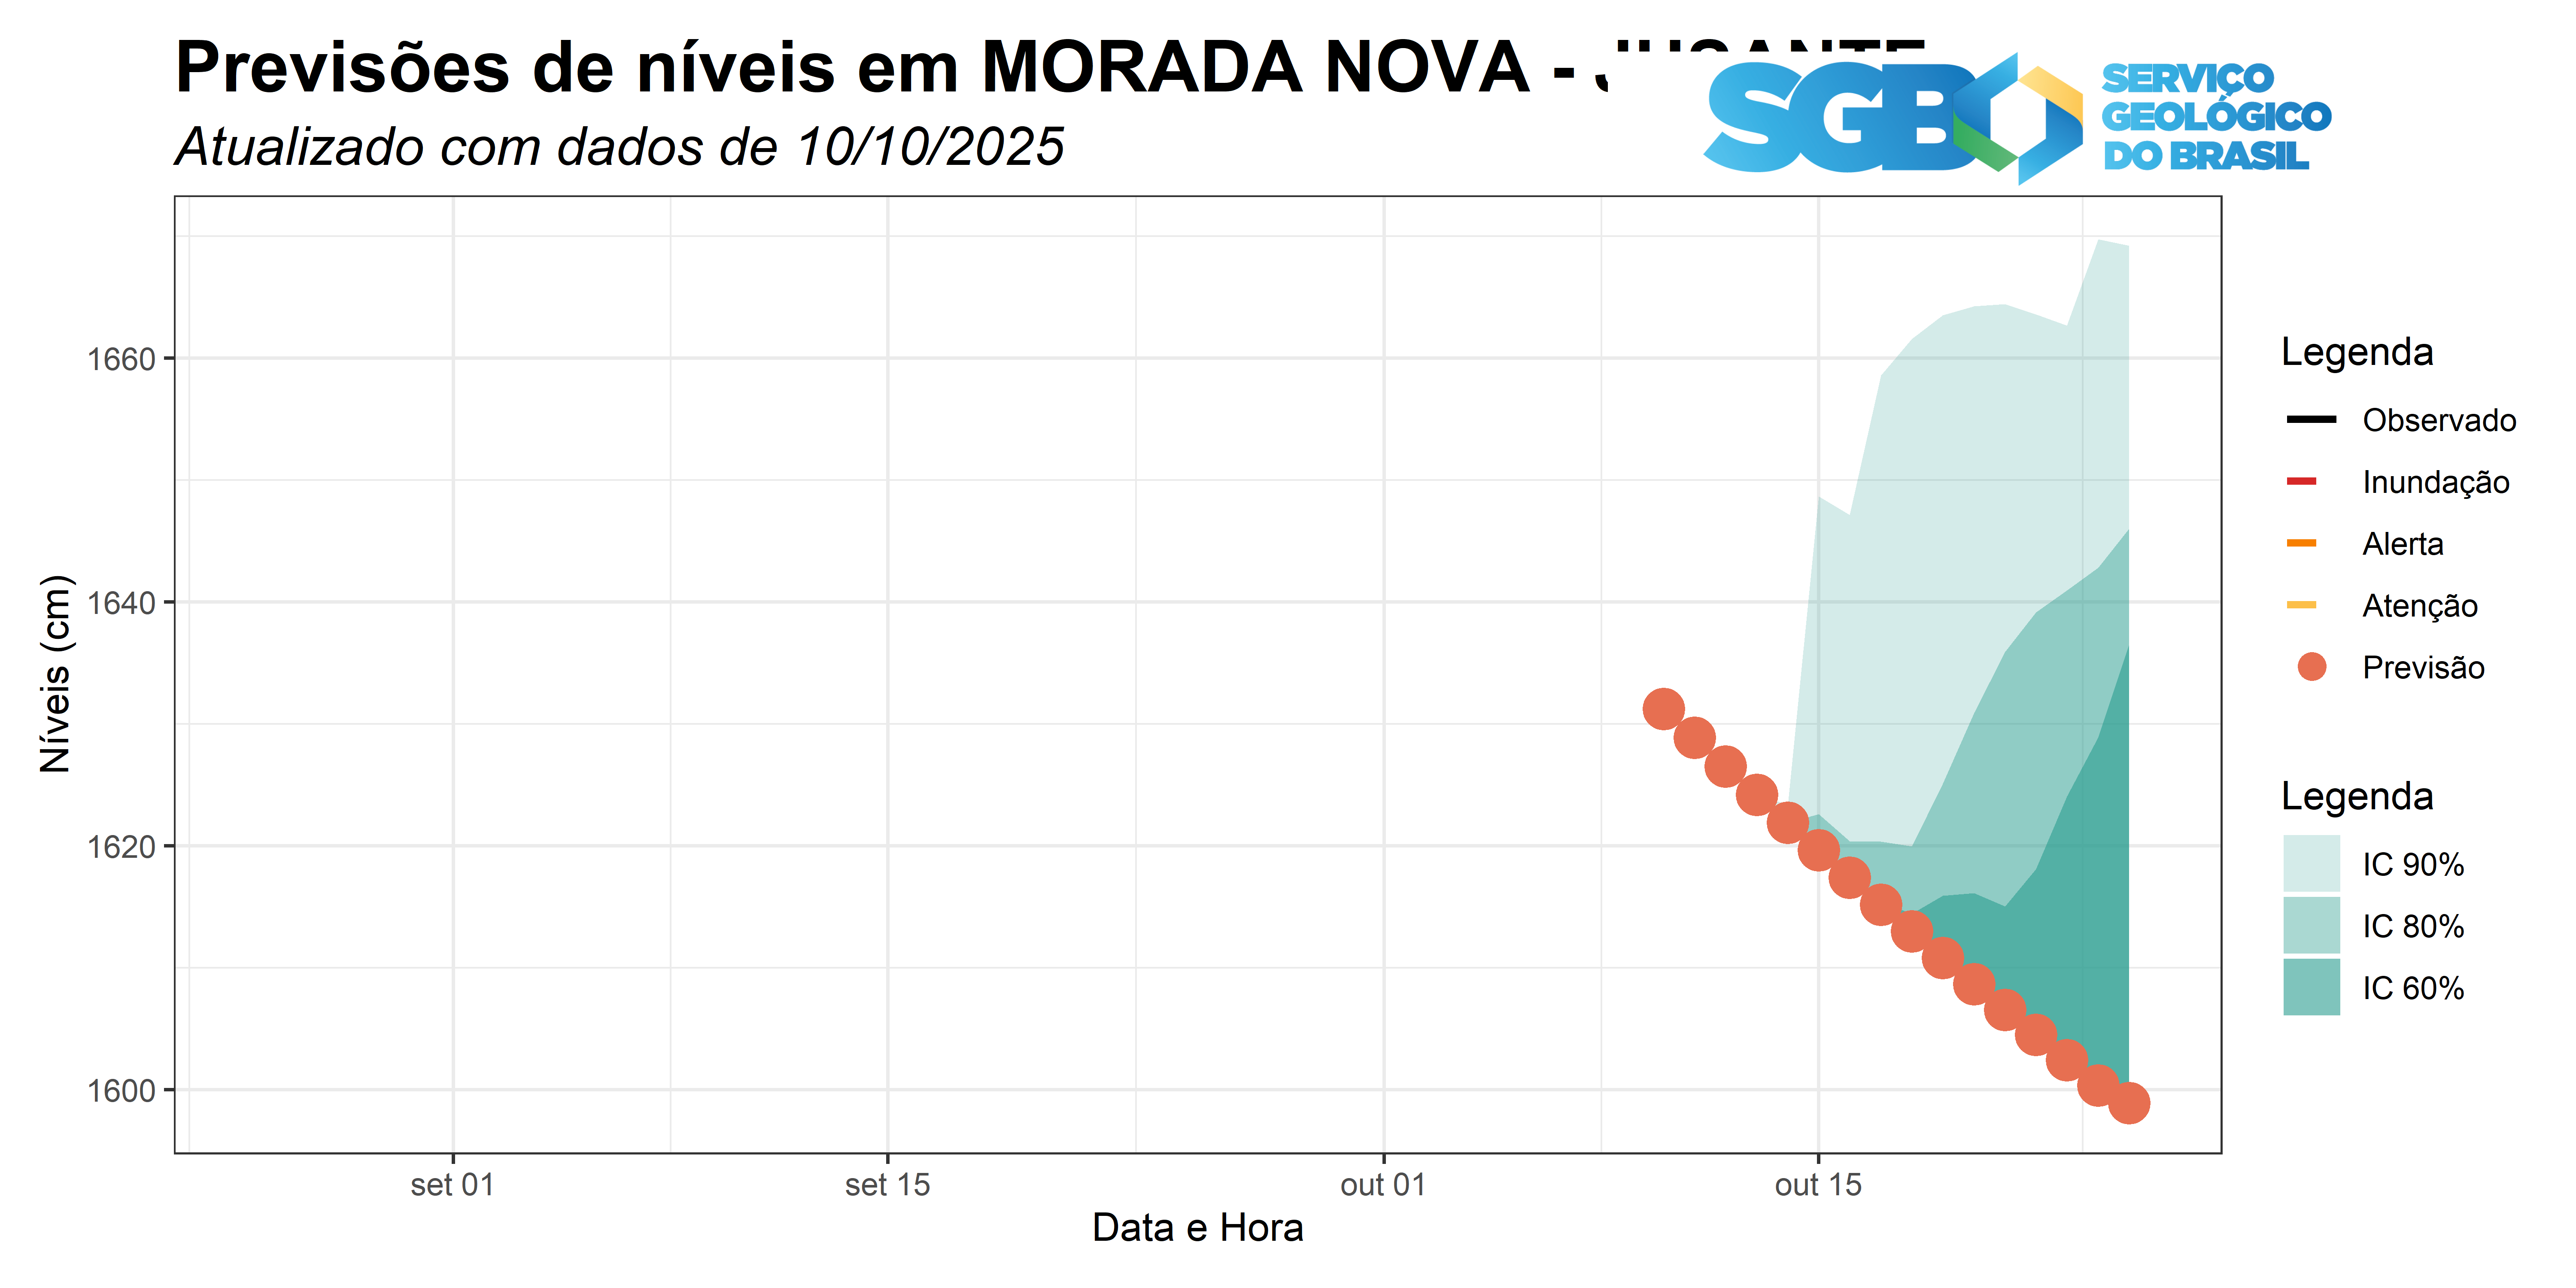 Previsões de níveis em MORADA NOVA - JUSANTE
Atualizado com dados de 10/10/2025
SGB
SERVIÇO
GEOLÓGICO
DO BRASIL
Níveis (cm)
1660
1640
1620
1600
set 01
set 15
out 01
out 15
Data e Hora
Legenda
Observado
Inundação
Alerta
Atenção
Previsão
Legenda
IC 90%
IC 80%
IC 60%